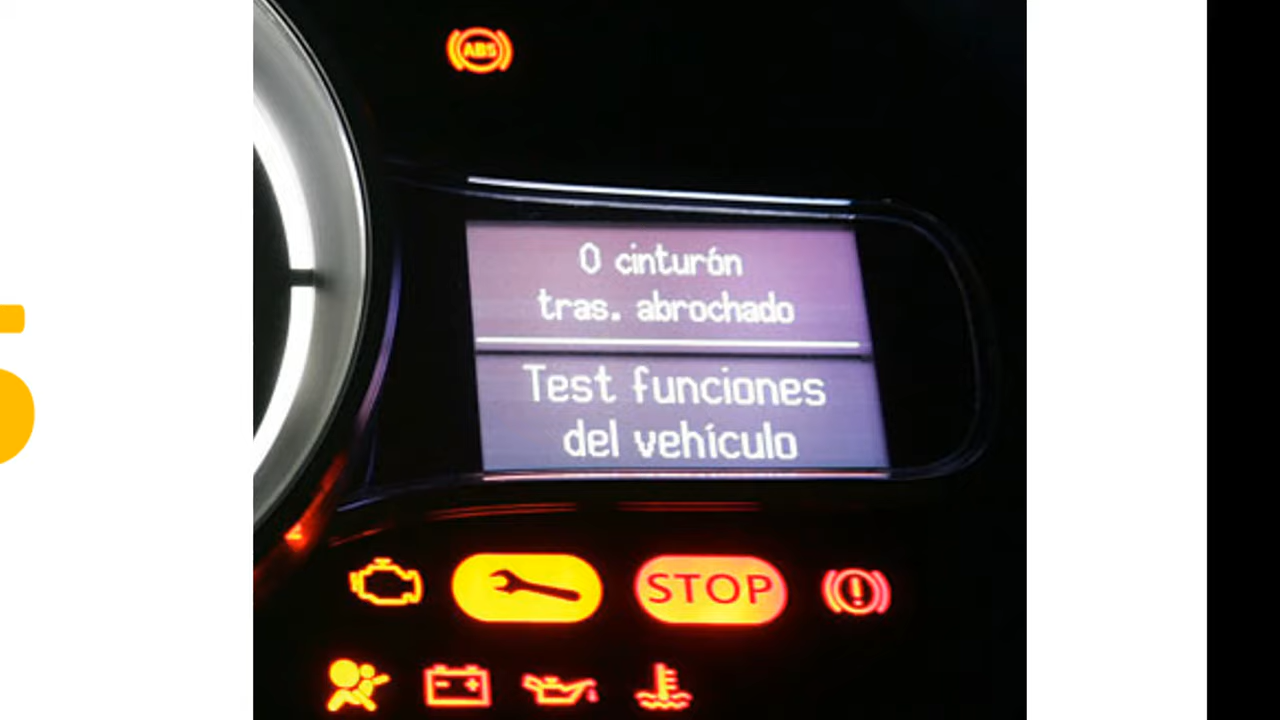 ABS
0 cinturón
tras. abrochado
Test funciones
del vehículo
STOP